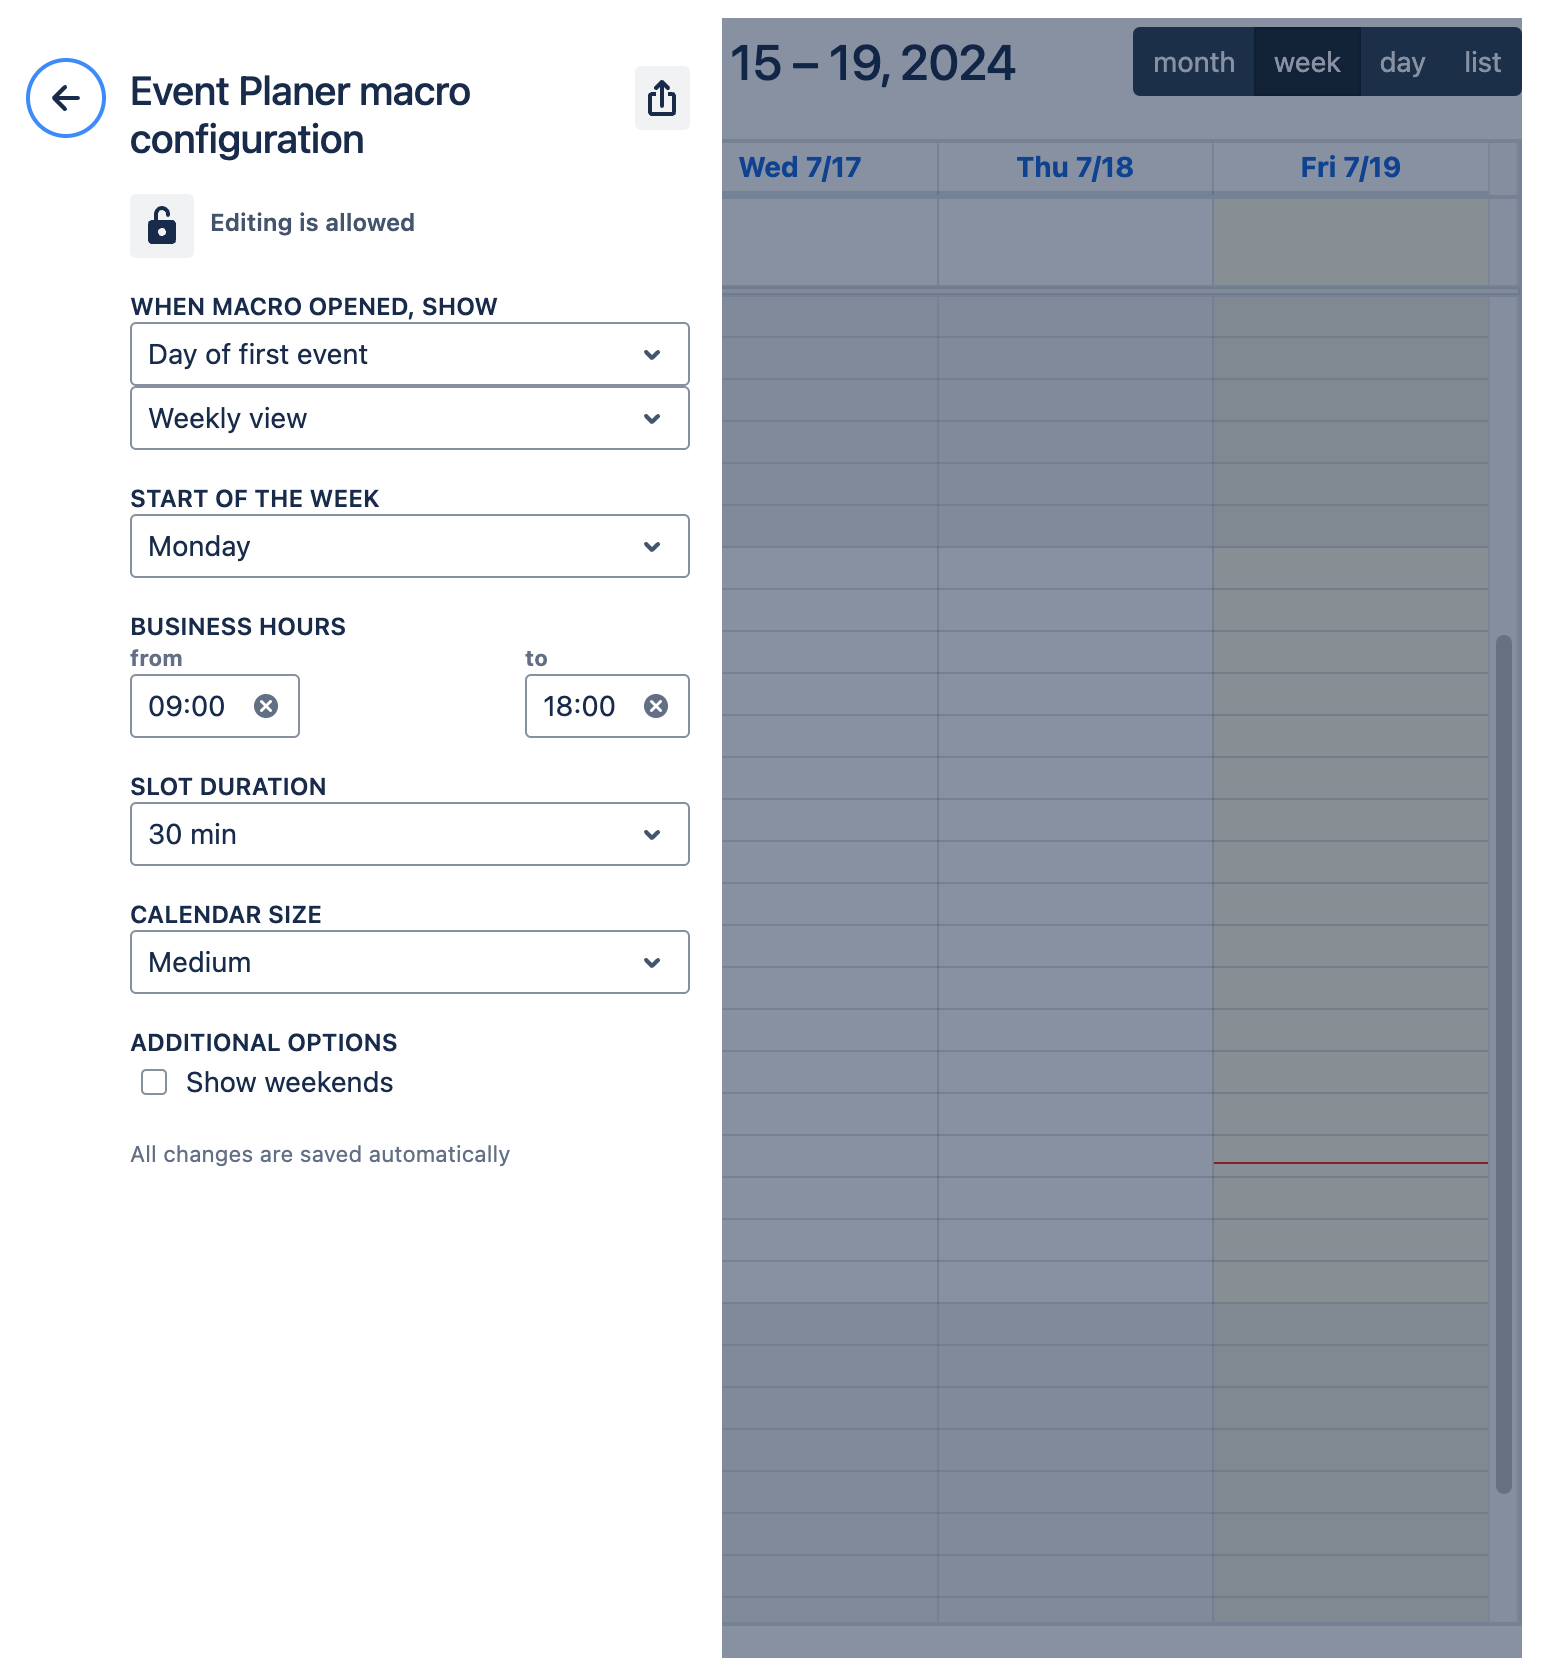 Event Planer macro
configuration
Editing is allowed
WHEN MACRO OPENED, SHOW
Day of first event
Weekly view
START OF THE WEEK
Monday
BUSINESS HOURS
from to
09:00 18:00
SLOT DURATION
30 min
CALENDAR SIZE
Medium
ADDITIONAL OPTIONS
Show weekends
All changes are saved automatically
15 – 19, 2024
month week day list
Wed 7/17 Thu 7/18 Fri 7/19